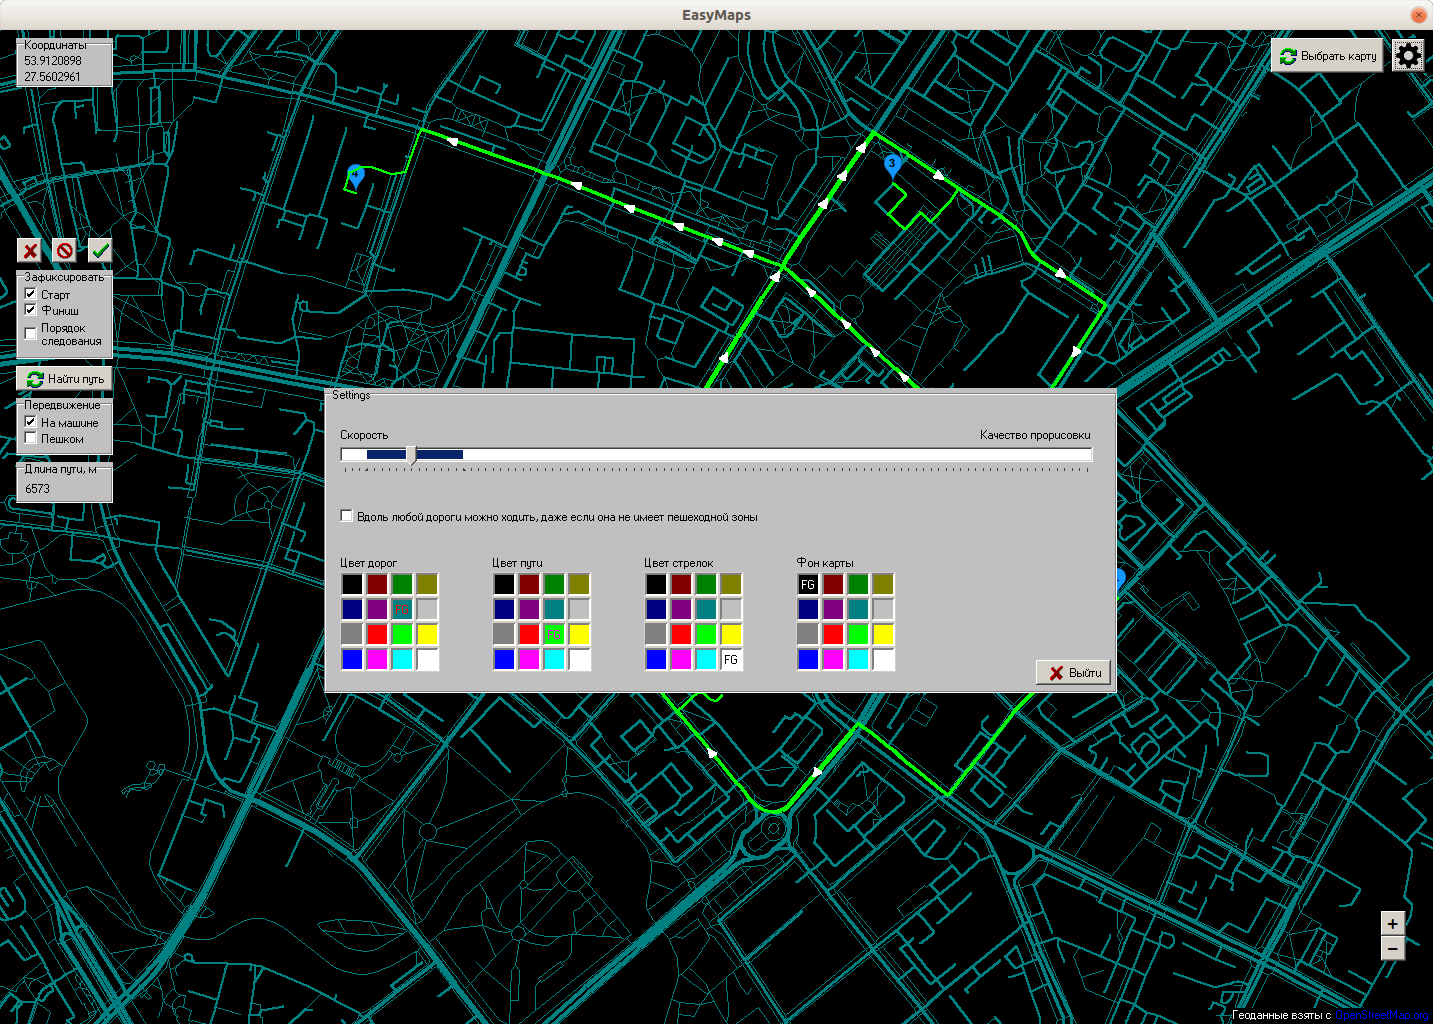 EasyMaps
Координаты
53.9120898
27.5602961
Выбрать карту
3
4
Зафиксировать
Старт
Финиш
Порядок
следования
Найти путь
Передвижение
На машине
Пешком
Длина пути, м
6573
Settings
Скорость
Качество прорисовки
Вдоль любой дороги можно ходить, даже если она не имеет пешеходной зоны
Цвет дорог
Цвет пути
Цвет стрелок
Фон карты
FG
FG
FG
FG
Выйти
+
−
Геоданные взяты с OpenStreetMap.org